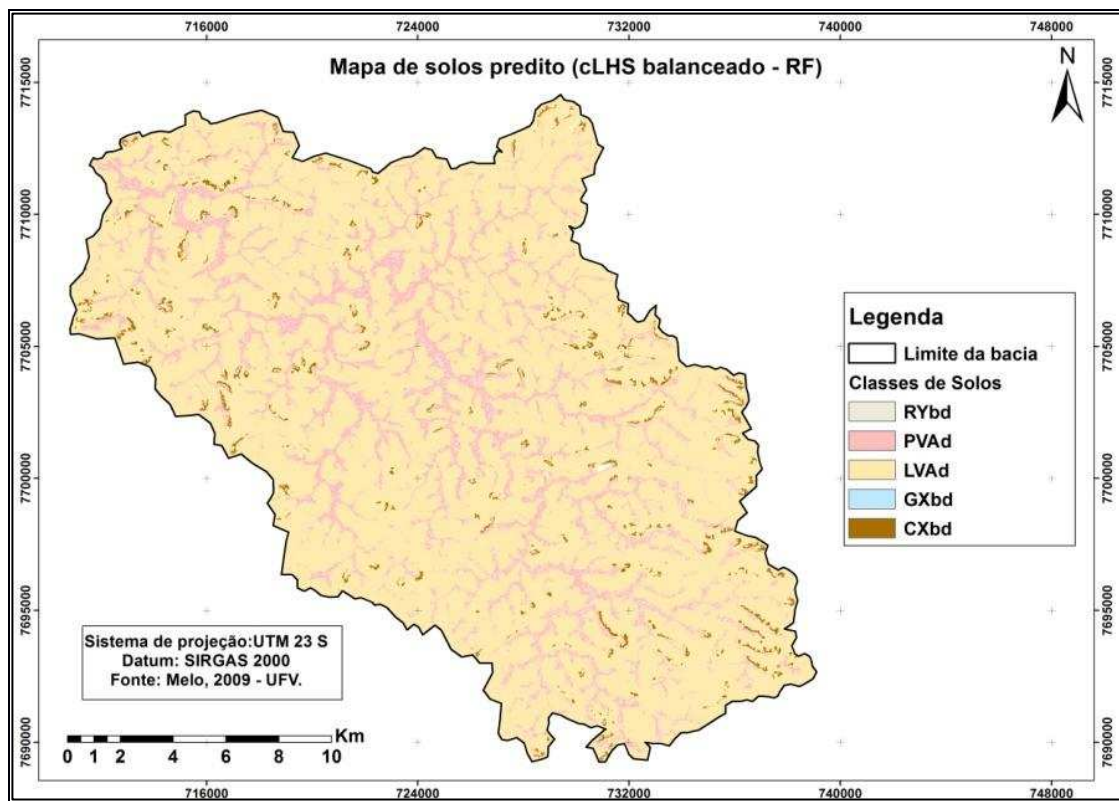 716000 724000 732000 740000 748000
Mapa de solos predito (cLHS balanceado - RF)
N
7715000 7715000
7710000 7710000
7705000 7705000
7700000 7700000
7695000 7695000
7690000 7690000
Legenda
Limite da bacia
Classes de Solos
RYbd
PVAd
LVAd
GXbd
CXbd
Sistema de projeção:UTM 23 S
Datum: SIRGAS 2000
Fonte: Melo, 2009 - UFV.
Km
0 1 2 4 6 8 10
716000 724000 732000 740000 748000